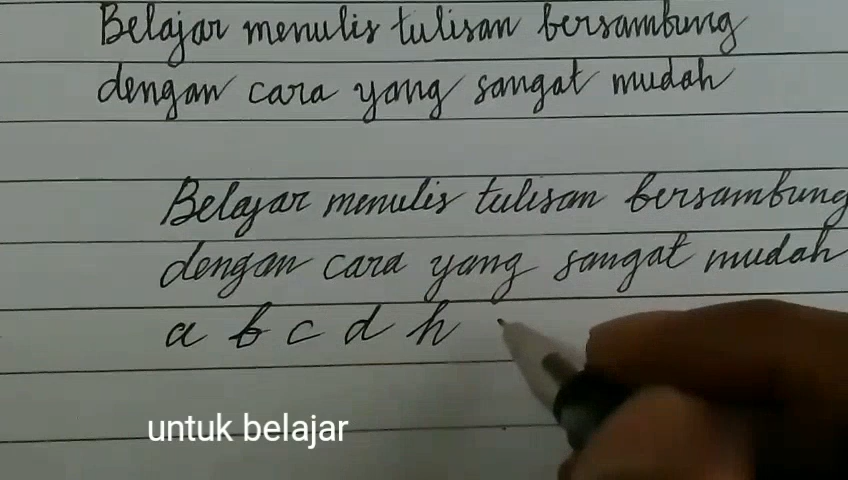 Belajar menulis tulisan bersambung
dengan cara yang sangat mudah
Belajar menulis tulisan bersambung
dengan cara yang sangat mudah
a b c d h
untuk belajar